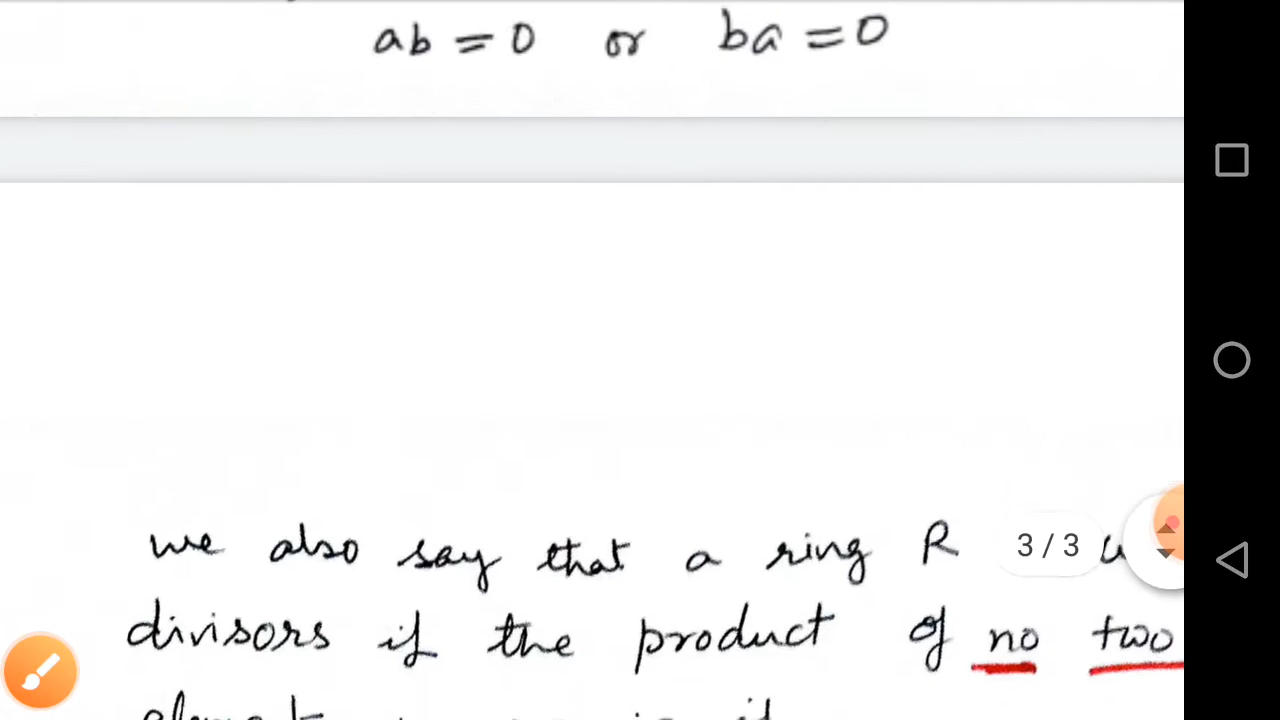 ab = 0 or ba = 0
we also say that a ring R
3 / 3
divisors if the product of no two